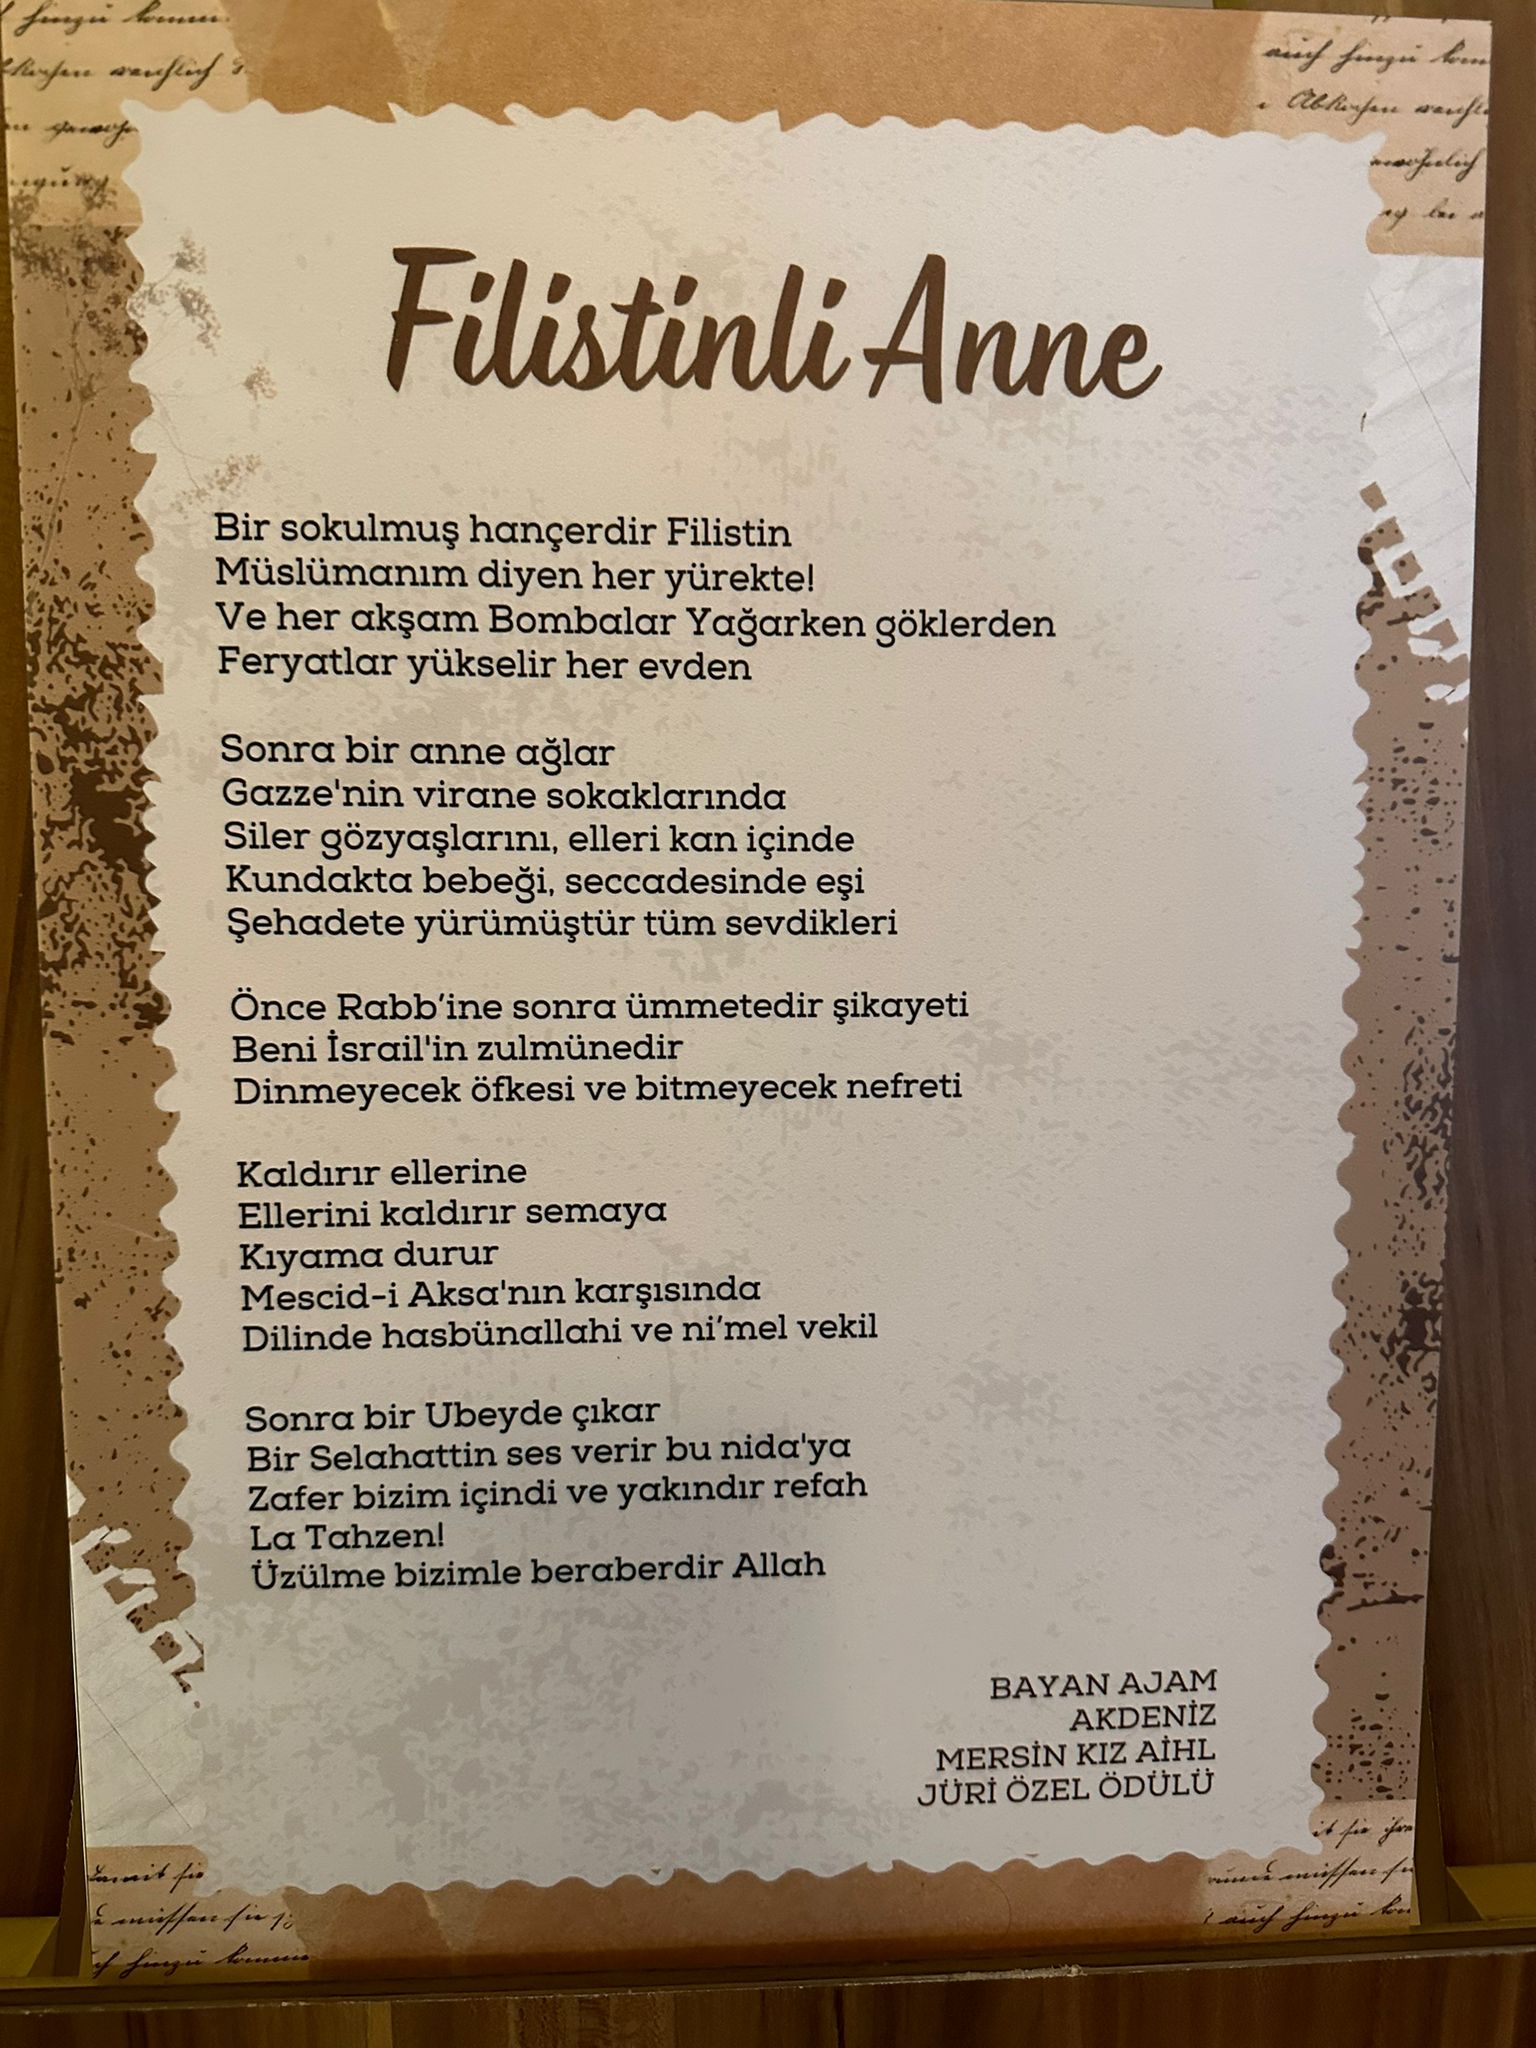 Filistinli Anne
Bir sokulmuş hançerdir Filistin
Müslümanım diyen her yürekte!
Ve her akşam Bombalar Yağarken göklerden
Feryatlar yükselir her evden
Sonra bir anne ağlar
Gazze'nin virane sokaklarında
Siler gözyaşlarını, elleri kan içinde
Kundakta bebeği, seccadesinde eşi
Şehadete yürümüştür tüm sevdikleri
Önce Rabb’ine sonra ümmetedir şikayeti
Beni İsrail'in zulmünedir
Dinmeyecek öfkesi ve bitmeyecek nefreti
Kaldırır ellerine
Ellerini kaldırır semaya
Kıyama durur
Mescid-i Aksa'nın karşısında
Dilinde hasbünallahi ve ni’mel vekil
Sonra bir Ubeyde çıkar
Bir Selahattin ses verir bu nida'ya
Zafer bizim içindi ve yakındır refah
La Tahzen!
Üzülme bizimle beraberdir Allah
BAYAN AJAM
AKDENİZ
MERSİN KIZ AİHL
JÜRİ ÖZEL ÖDÜLÜ